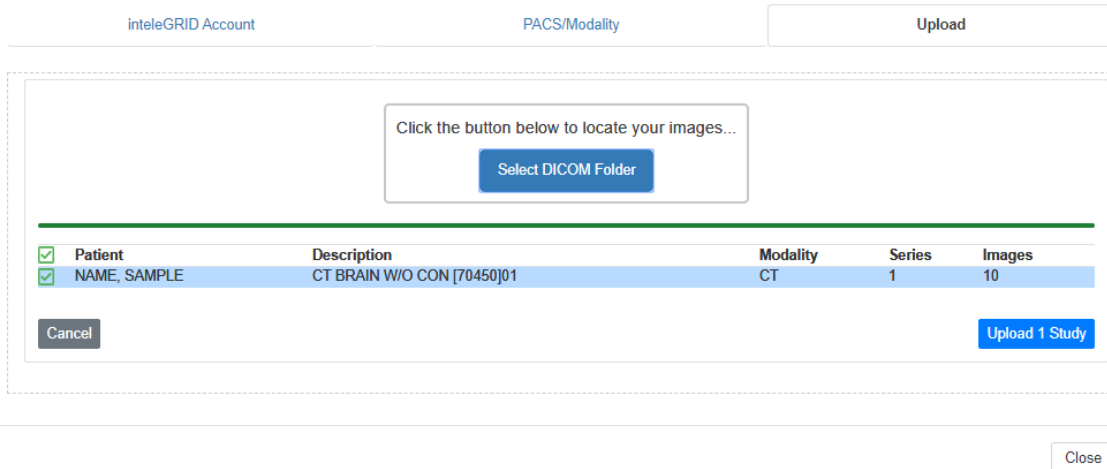 inteleGRID Account PACS/Modality Upload
Click the button below to locate your images...
Select DICOM Folder
Patient Description Modality Series Images
NAME, SAMPLE CT BRAIN W/O CON [70450]01 CT 1 10
Cancel Upload 1 Study
Close